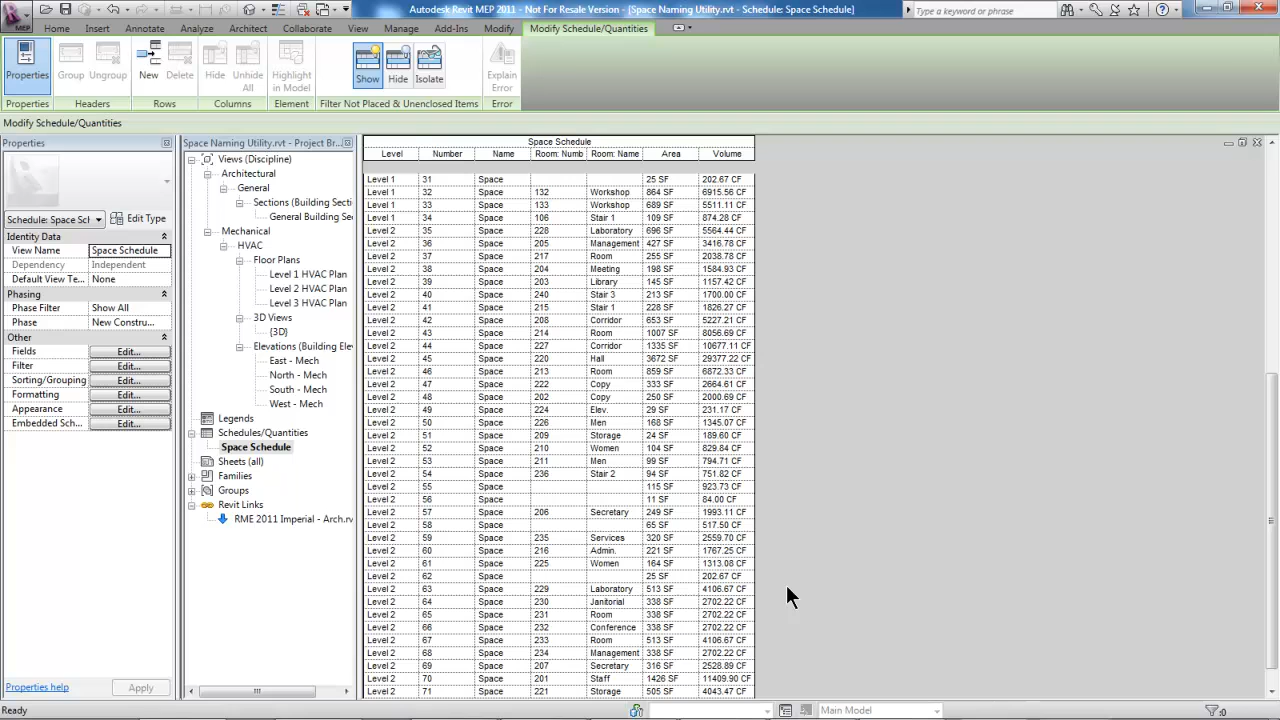 Autodesk Revit MEP 2011 - Not For Resale Version - [Space Naming Utility.rvt - Schedule: Space Schedule]
Type a keyword or phrase
MEP
Home Insert Annotate Analyze Architect Collaborate View Manage Add-Ins Modify Modify Schedule/Quantities
Properties Group Ungroup New Delete Hide Unhide All Highlight in Model Show Hide Isolate Explain Error
Properties Headers Rows Columns Element Filter Not Placed & Unenclosed Items Error
Modify Schedule/Quantities
Properties
Schedule: Space Scl Edit Type
Identity Data
View Name Space Schedule
Dependency Independent
Default View Te... None
Phasing
Phase Filter Show All
Phase New Constru...
Other
Fields Edit...
Filter Edit...
Sorting/Grouping Edit...
Formatting Edit...
Appearance Edit...
Embedded Sch... Edit...
Properties help Apply
Space Naming Utility.rvt - Project Br...
Views (Discipline)
Architectural
General
Sections (Building Secti
General Building Se
Mechanical
HVAC
Floor Plans
Level 1 HVAC Plan
Level 2 HVAC Plan
Level 3 HVAC Plan
3D Views
{3D}
Elevations (Building Elev
East - Mech
North - Mech
South - Mech
West - Mech
Legends
Schedules/Quantities
Space Schedule
Sheets (all)
Families
Groups
Revit Links
RME 2011 Imperial - Arch.rv
Space Schedule
Level Number Name Room: Numb Room: Name Area Volume
Level 1 31 Space 25 SF 202.67 CF
Level 1 32 Space 132 Workshop 864 SF 6915.56 CF
Level 1 33 Space 133 Workshop 689 SF 5511.11 CF
Level 1 34 Space 106 Stair 1 109 SF 874.28 CF
Level 2 35 Space 228 Laboratory 696 SF 5564.44 CF
Level 2 36 Space 205 Management 427 SF 3416.78 CF
Level 2 37 Space 217 Room 255 SF 2038.78 CF
Level 2 38 Space 204 Meeting 198 SF 1584.93 CF
Level 2 39 Space 203 Library 145 SF 1157.42 CF
Level 2 40 Space 240 Stair 3 213 SF 1700.00 CF
Level 2 41 Space 215 Stair 1 228 SF 1826.27 CF
Level 2 42 Space 208 Corridor 653 SF 5227.21 CF
Level 2 43 Space 214 Room 1007 SF 8056.69 CF
Level 2 44 Space 227 Corridor 1335 SF 10677.11 CF
Level 2 45 Space 220 Hall 3672 SF 29377.22 CF
Level 2 46 Space 213 Room 859 SF 6872.33 CF
Level 2 47 Space 222 Copy 333 SF 2664.61 CF
Level 2 48 Space 202 Copy 250 SF 2000.69 CF
Level 2 49 Space 224 Elev. 29 SF 231.17 CF
Level 2 50 Space 226 Men 168 SF 1345.07 CF
Level 2 51 Space 209 Storage 24 SF 189.60 CF
Level 2 52 Space 210 Women 104 SF 829.84 CF
Level 2 53 Space 211 Men 99 SF 794.71 CF
Level 2 54 Space 236 Stair 2 94 SF 751.82 CF
Level 2 55 Space 115 SF 923.73 CF
Level 2 56 Space 11 SF 84.00 CF
Level 2 57 Space 206 Secretary 249 SF 1993.11 CF
Level 2 58 Space 65 SF 517.50 CF
Level 2 59 Space 235 Services 320 SF 2559.70 CF
Level 2 60 Space 216 Admin. 221 SF 1767.25 CF
Level 2 61 Space 225 Women 164 SF 1313.08 CF
Level 2 62 Space 25 SF 202.67 CF
Level 2 63 Space 229 Laboratory 513 SF 4106.67 CF
Level 2 64 Space 230 Janitorial 338 SF 2702.22 CF
Level 2 65 Space 231 Room 338 SF 2702.22 CF
Level 2 66 Space 232 Conference 338 SF 2702.22 CF
Level 2 67 Space 233 Room 513 SF 4106.67 CF
Level 2 68 Space 234 Management 338 SF 2702.22 CF
Level 2 69 Space 207 Secretary 316 SF 2528.89 CF
Level 2 70 Space 201 Staff 1426 SF 11409.90 CF
Level 2 71 Space 221 Storage 505 SF 4043.47 CF
Ready Main Model :0